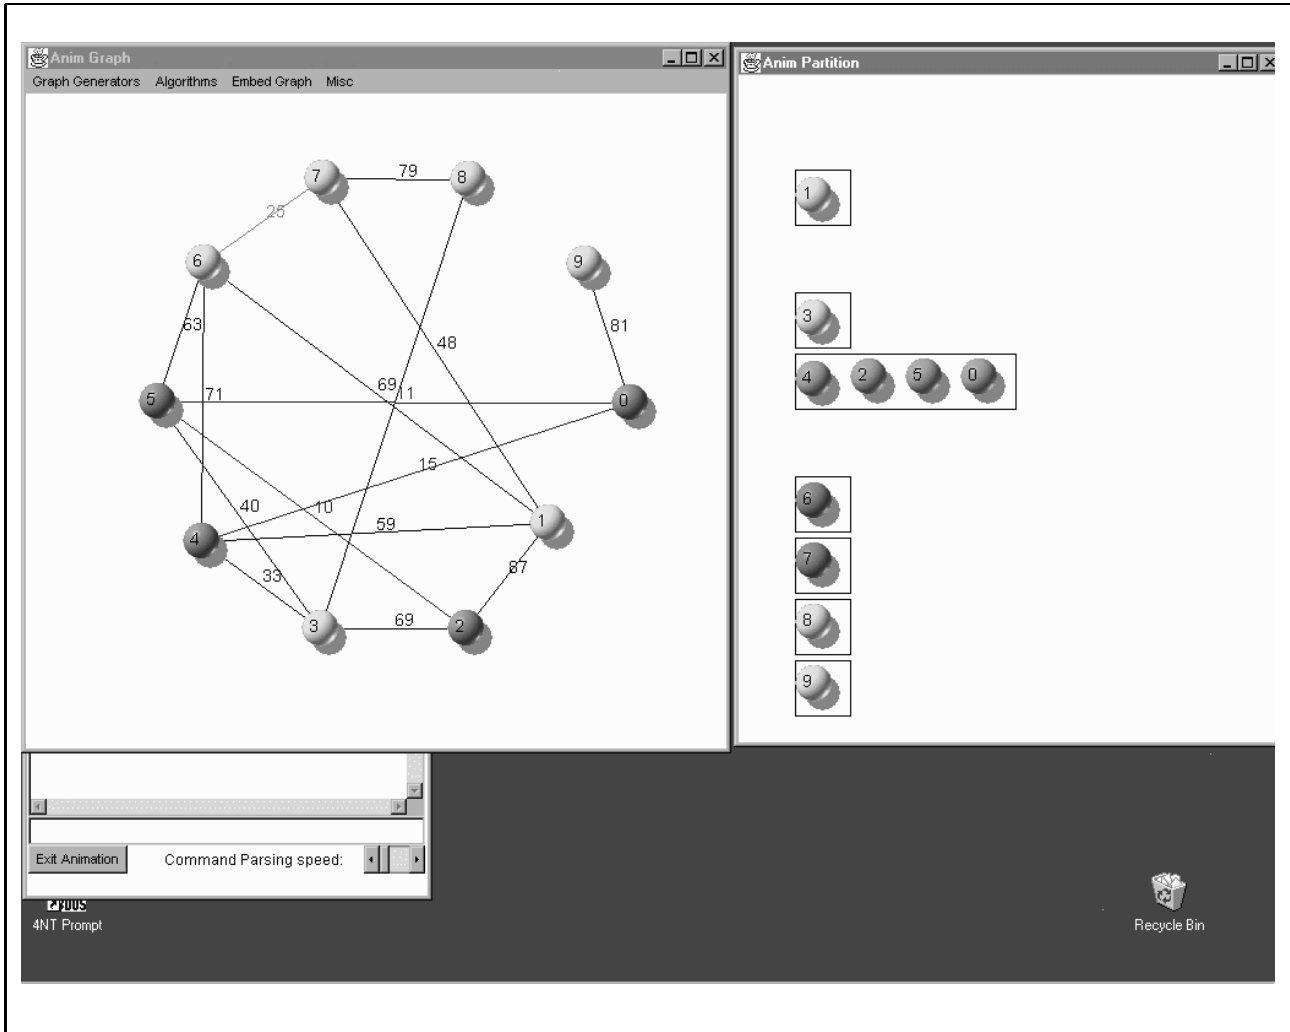 Anim Graph
Graph Generators Algorithms Embed Graph Misc
7 79 8
25
6 9
63 81
48
69
11
5 71 0
15
40 10
4 59 1
33 87
3 69 2
Anim Partition
1
3
4 2 5 0
6
7
8
9
Exit Animation Command Parsing speed:
4NT Prompt
Recycle Bin